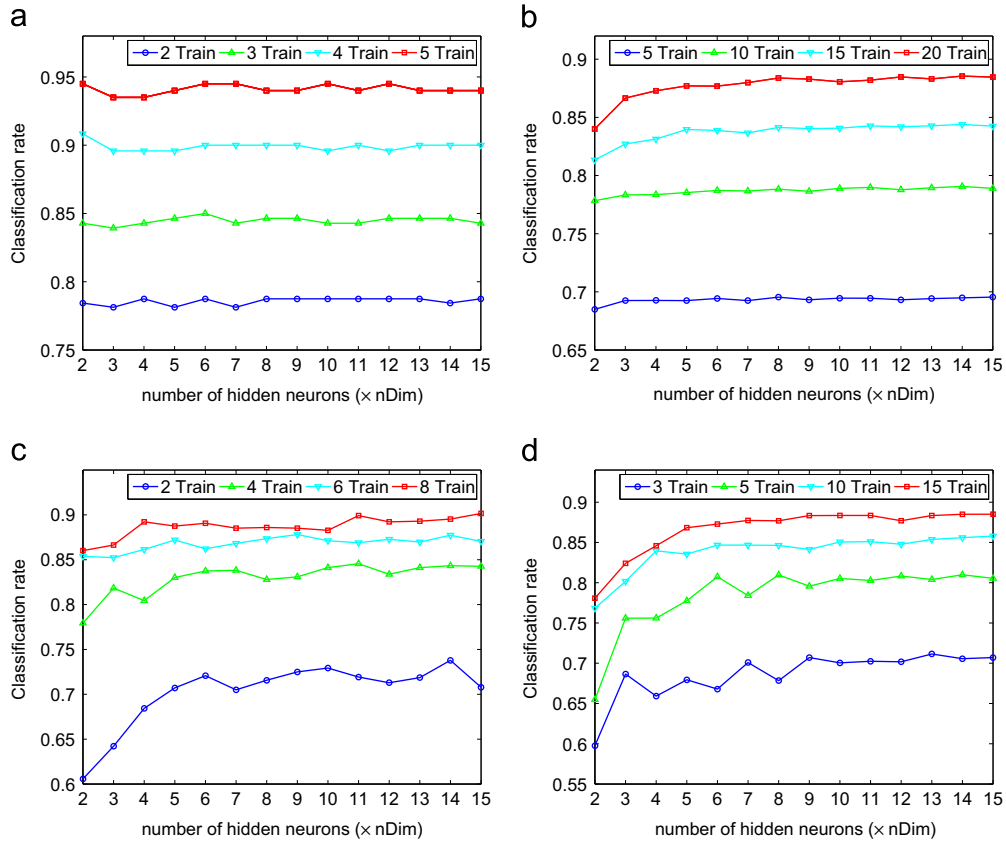 a
2 Train 3 Train 4 Train 5 Train
0.95
0.9
0.85
0.8
0.75
Classification rate
2 3 4 5 6 7 8 9 10 11 12 13 14 15
number of hidden neurons (× nDim)
b
5 Train 10 Train 15 Train 20 Train
0.9
0.85
0.8
0.75
0.7
0.65
Classification rate
2 3 4 5 6 7 8 9 10 11 12 13 14 15
number of hidden neurons (× nDim)
c
2 Train 4 Train 6 Train 8 Train
0.9
0.85
0.8
0.75
0.7
0.65
0.6
Classification rate
2 3 4 5 6 7 8 9 10 11 12 13 14 15
number of hidden neurons (× nDim)
d
3 Train 5 Train 10 Train 15 Train
0.9
0.85
0.8
0.75
0.7
0.65
0.6
0.55
Classification rate
2 3 4 5 6 7 8 9 10 11 12 13 14 15
number of hidden neurons (× nDim)